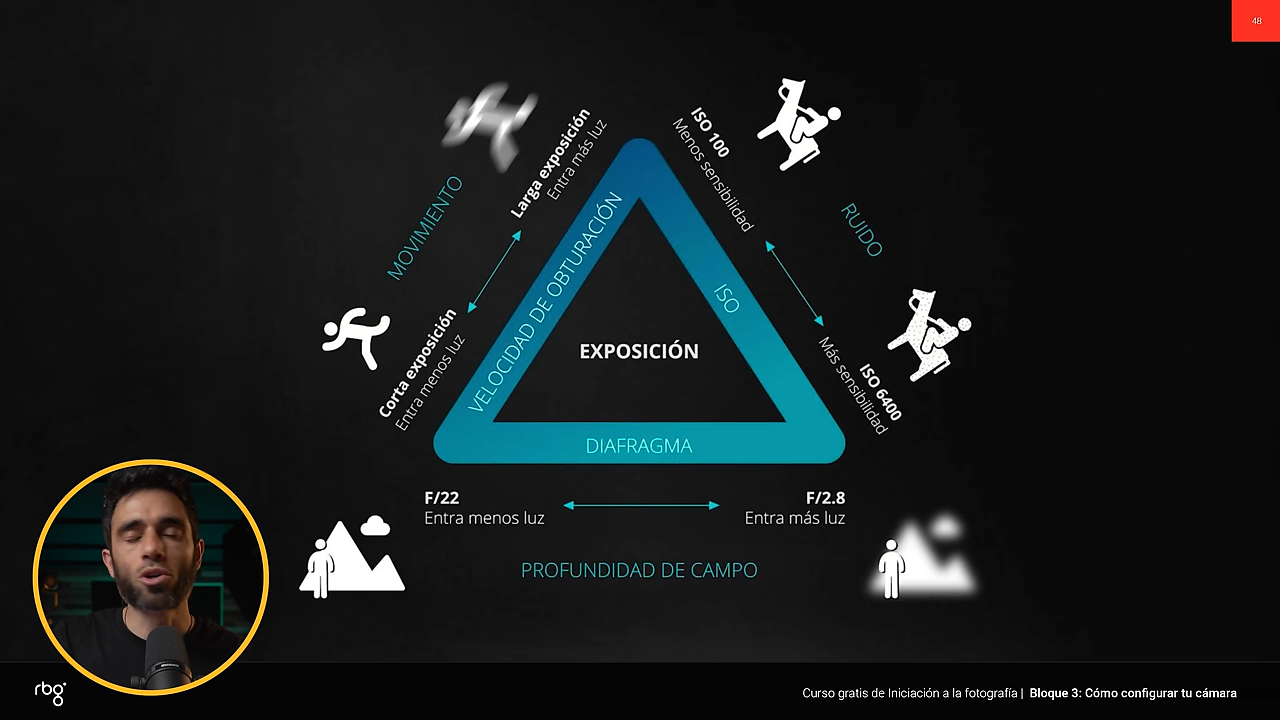 48
MOVIMIENTO
Larga exposición
Entra más luz
ISO 100
Menos sensibilidad
RUIDO
VELOCIDAD DE OBTURACIÓN
ISO
Corta exposición
Entra menos luz
EXPOSICIÓN
Más sensibilidad
ISO 6400
DIAFRAGMA
F/22
Entra menos luz
F/2.8
Entra más luz
PROFUNDIDAD DE CAMPO
rbg
Curso gratis de Iniciación a la fotografía | Bloque 3: Cómo configurar tu cámara